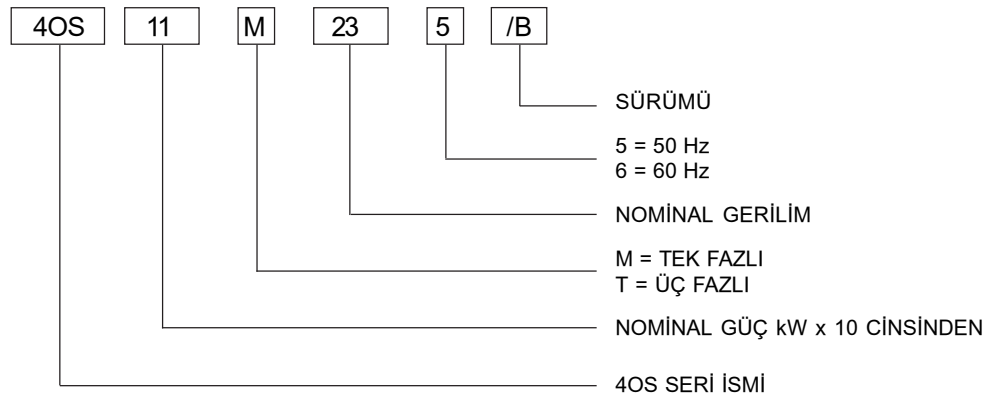 4OS 11 M 23 5 /B
SÜRÜMÜ
5 = 50 Hz
6 = 60 Hz
NOMİNAL GERİLİM
M = TEK FAZLI
T = ÜÇ FAZLI
NOMİNAL GÜÇ kW x 10 CİNSİNDEN
4OS SERİ İSMİ